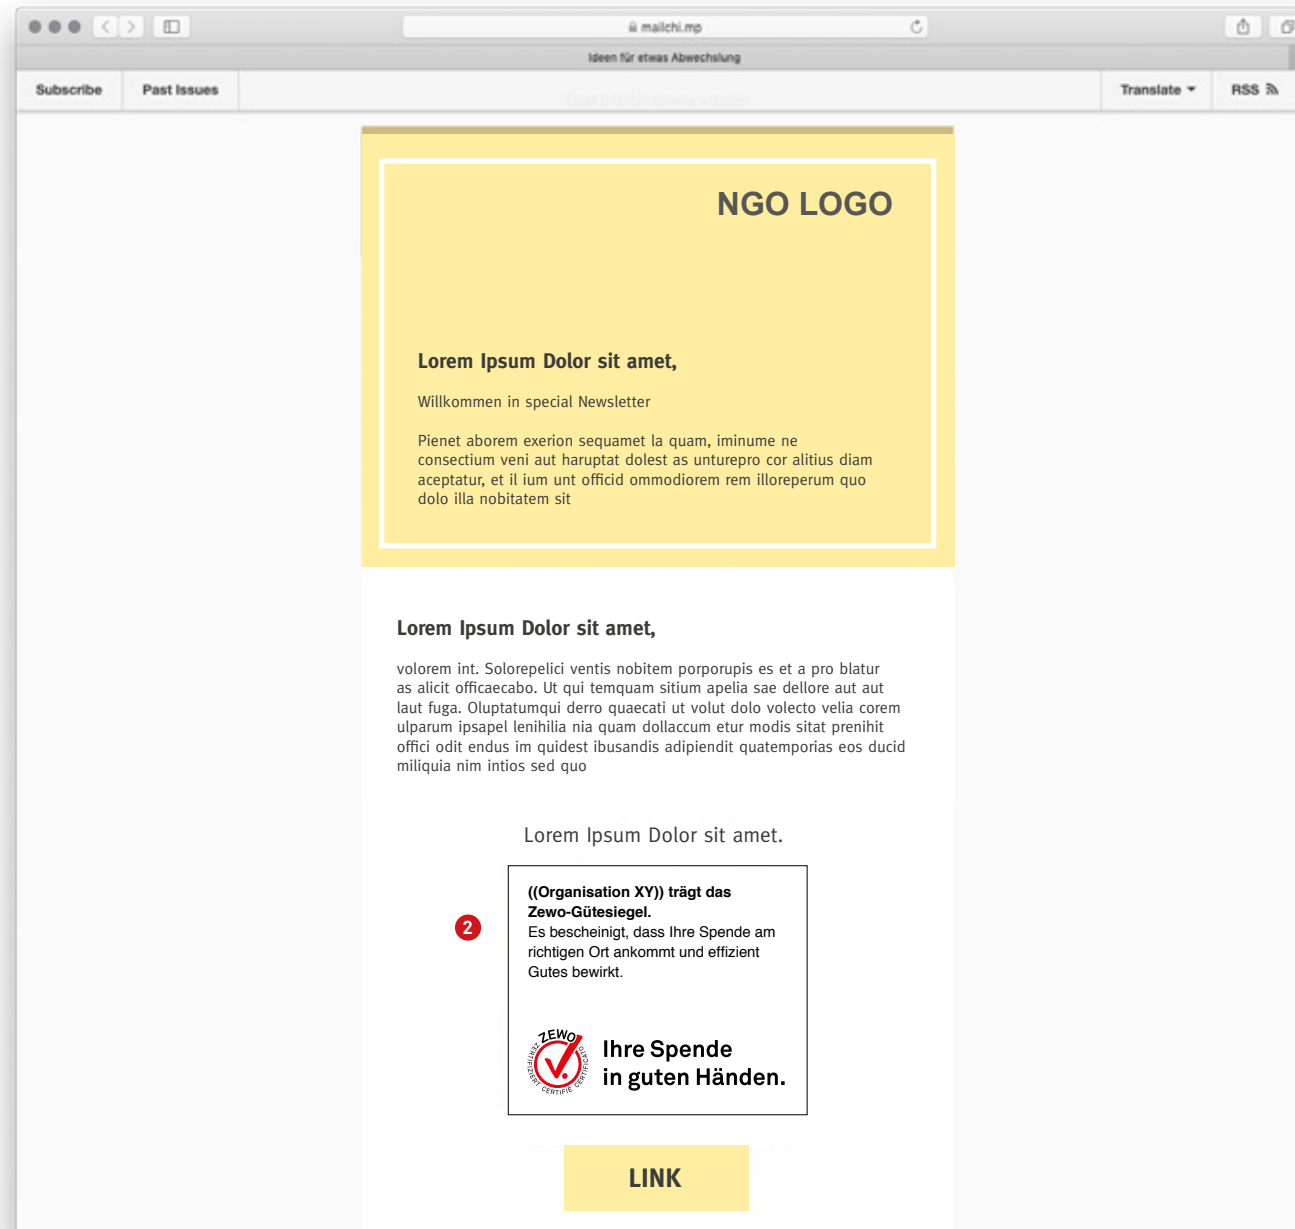 mailchi.mp
Ideen für etwas Abwechslung
Subscribe
Past Issues
Translate
RSS
NGO LOGO
Lorem Ipsum Dolor sit amet,
Willkommen in special Newsletter
Pienet aborem exerion sequamet la quam, iminume ne
consectium veni aut haruptat dolest as unturepro cor alitius diam
aceptatur, et il ium unt officid ommodiorem rem illoreperum quo
dolo illa nobitatem sit
Lorem Ipsum Dolor sit amet,
volorem int. Solorepelici ventis nobitem porporupis es et a pro blatur
as alicit officaecabo. Ut qui temquam sitium apelia sae dellore aut aut
laut fuga. Oluptatumqui derro quaecati ut volut dolo volecto velia corem
ulparum ipsapel lenihilia nia quam dollaccum etur modis sitat prenihit
offici odit endus im quidest ibusandis adipiendit quatemporias eos ducid
miliquia nim intios sed quo
Lorem Ipsum Dolor sit amet.
2
((Organisation XY)) trägt das
Zewo-Gütesiegel.
Es bescheinigt, dass Ihre Spende am
richtigen Ort ankommt und effizient
Gutes bewirkt.
ZEWO
ZERTIFIZIERT CERTIFIÉ CERTIFICATO
Ihre Spende
in guten Händen.
LINK